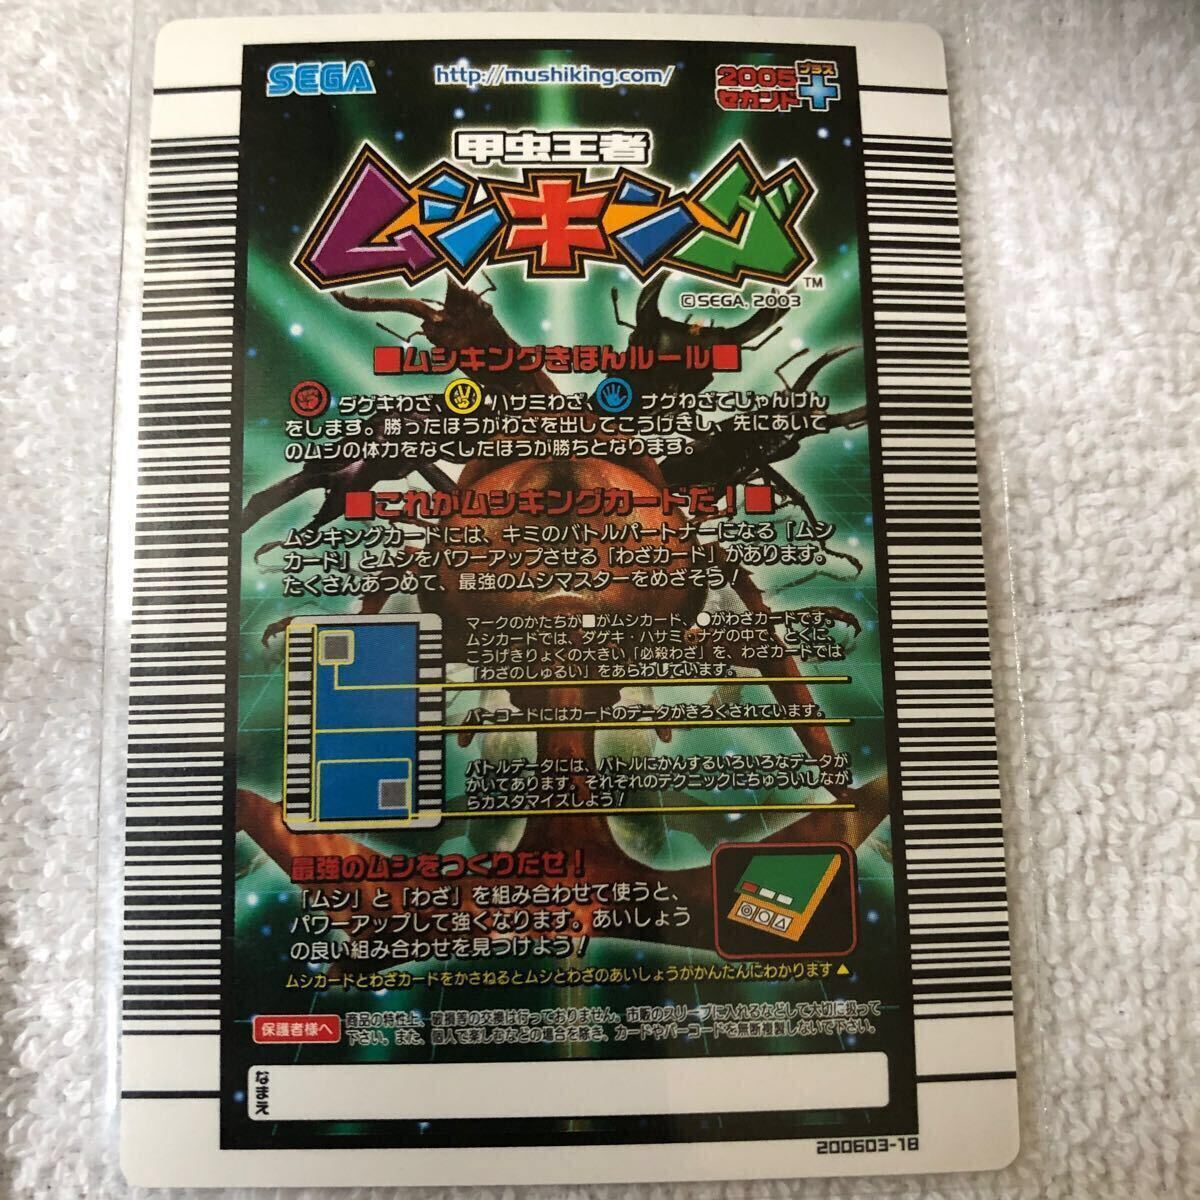 SEGA
http://mushiking.com/
2005
セカンド
プラス
甲虫王者
ムシキング
TM
©SEGA, 2003
■ムシキングきほんルール■
ダゲキわざ、ハサミわざ、ナゲわざでじゃんけん
をします。勝ったほうがわざを出してこうげきし、先にあいて
のムシの体力をなくしたほうが勝ちとなります。
■これがムシキングカードだ!■
ムシキングカードには、キミのバトルパートナーになる「ムシ
カード」とムシをパワーアップさせる「わざカード」があります。
たくさんあつめて、最強のムシマスターをめざそう!
マークのかたちが■がムシカード、●がわざカードです。
ムシカードでは、ダゲキ・ハサミ・ナゲの中で、とくに、
こうげきりょくの大きい「必殺わざ」を、わざカードでは
「わざのしゅるい」をあらわしています。
バーコードにはカードのデータがきろくされています。
バトルデータには、バトルにかんするいろいろなデータが
かいてあります。それぞれのテクニックにちゅういしなが
らカスタマイズしよう!
最強のムシをつくりだせ!
「ムシ」と「わざ」を組み合わせて使うと、
パワーアップして強くなります。あいしょう
の良い組み合わせを見つけよう!
ムシカードとわざカードをかさねるとムシとわざのあいしょうがかんたんにわかります▲
保護者様へ
商品の特性上、破損等の交換は行っておりません。市販のスリーブに入れるなどして大切に扱って
下さい。また、個人で楽しむなどの場合を除き、カードやバーコードを無断複製しないで下さい。
なまえ
200603-18